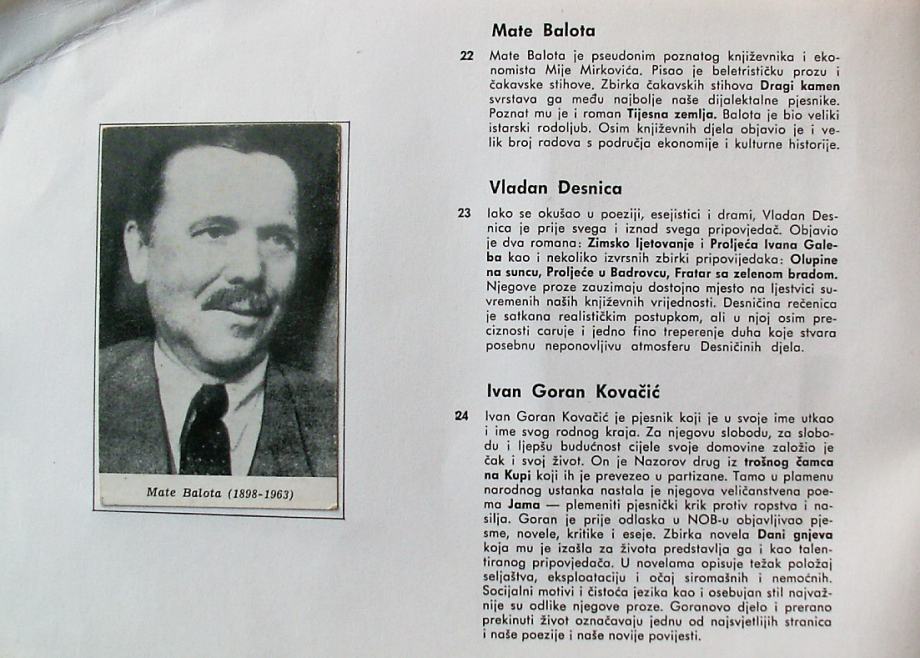 Mate Balota (1898-1963)
Mate Balota
22 Mate Balota je pseudonim poznatog književnika i eko-
nomista Mije Mirkovića. Pisao je beletrističku prozu i
čakavske stihove. Zbirka čakavskih stihova Dragi kamen
svrstava ga među najbolje naše dijalektalne pjesnike.
Poznat mu je i roman Tijesna zemlja. Balota je bio veliki
istarski rodoljub. Osim književnih djela objavio je i ve-
lik broj radova s područja ekonomije i kulturne historije.
Vladan Desnica
23 Iako se okušao u poeziji, esejistici i drami, Vladan Des-
nica je prije svega i iznad svega pripovjedač. Objavio
je dva romana: Zimsko ljetovanje i Proljeća Ivana Gale-
ba kao i nekoliko izvrsnih zbirki pripovijedaka: Olupine
na suncu, Proljeće u Badrovcu, Fratar sa zelenom bradom.
Njegove proze zauzimaju dostojno mjesto na ljestvici su-
vremenih naših književnih vrijednosti. Desničina rečenica
je satkana realističkim postupkom, ali u njoj osim pre-
ciznosti caruje i jedno fino treperenje duha koje stvara
posebnu neponovljivu atmosferu Desničinih djela.
Ivan Goran Kovačić
24 Ivan Goran Kovačić je pjesnik koji je u svoje ime utkao
i ime svog rodnog kraja. Za njegovu slobodu, za slobo-
du i ljepšu budućnost cijele svoje domovine založio je
čak i svoj život. On je Nazorov drug iz trošnog čamca
na Kupi koji ih je prevezeo u partizane. Tamo u plamenu
narodnog ustanka nastala je njegova veličanstvena poe-
ma Jama — plemeniti pjesnički krik protiv ropstva i na-
silja. Goran je prije odlaska u NOB-u objavljivao pje-
sme, novele, kritike i eseje. Zbirka novela Dani gnjeva
koja mu je izašla za života predstavlja ga i kao talen-
tiranog pripovjedača. U novelama opisuje težak položaj
seljaštva, eksploataciju i očaj siromašnih i nemoćnih.
Socijalni motivi i čistoća jezika kao i osebujan stil najvaž-
nije su odlike njegove proze. Goranovo djelo i prerano
prekinuti život označavaju jednu od najsvjetlijih stranica
i naše poezije i naše novije povijesti.